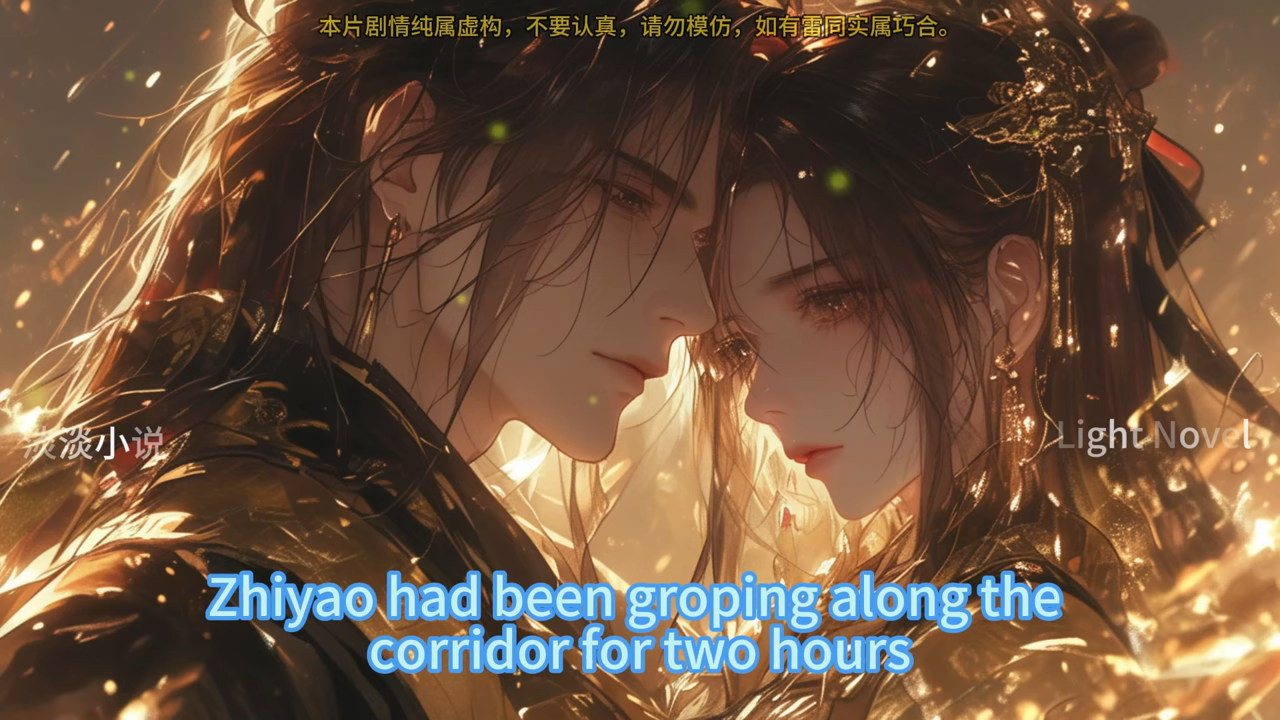 本片剧情纯属虚构，不要认真，请勿模仿，如有雷同实属巧合。
淡淡小说
Light Novel
Zhiyao had been groping along the
corridor for two hours